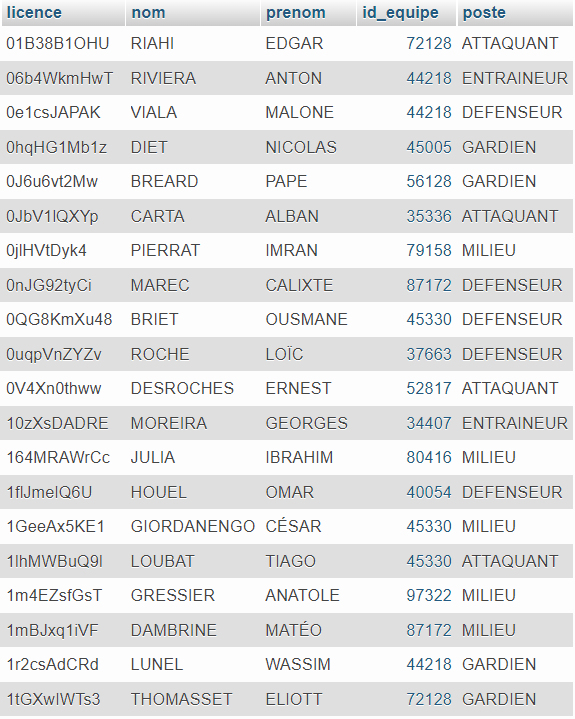 licence nom prenom id_equipe poste
01B38B1OHU RIAHI EDGAR 72128 ATTAQUANT
06b4WkmHwT RIVIERA ANTON 44218 ENTRAINEUR
0e1csJAPAK VIALA MALONE 44218 DEFENSEUR
0hqHG1Mb1z DIET NICOLAS 45005 GARDIEN
0J6u6vt2Mw BREARD PAPE 56128 GARDIEN
0JbV1lQXYp CARTA ALBAN 35336 ATTAQUANT
0jlHVtDyk4 PIERRAT IMRAN 79158 MILIEU
0nJG92tyCi MAREC CALIXTE 87172 DEFENSEUR
0QG8KmXu48 BRIET OUSMANE 45330 DEFENSEUR
0uqpVnZYZv ROCHE LOÏC 37663 DEFENSEUR
0V4Xn0thww DESROCHES ERNEST 52817 ATTAQUANT
10zXsDADRE MOREIRA GEORGES 34407 ENTRAINEUR
164MRAWrCc JULIA IBRAHIM 80416 MILIEU
1flJmeIQ6U HOUEL OMAR 40054 DEFENSEUR
1GeeAx5KE1 GIORDANENGO CÉSAR 45330 MILIEU
1lhMWBuQ9l LOUBAT TIAGO 45330 ATTAQUANT
1m4EZsfGsT GRESSIER ANATOLE 97322 MILIEU
1mBJxq1iVF DAMBRINE MATÉO 87172 MILIEU
1r2csAdCRd LUNEL WASSIM 44218 GARDIEN
1tGXwlWTs3 THOMASSET ELIOTT 72128 GARDIEN